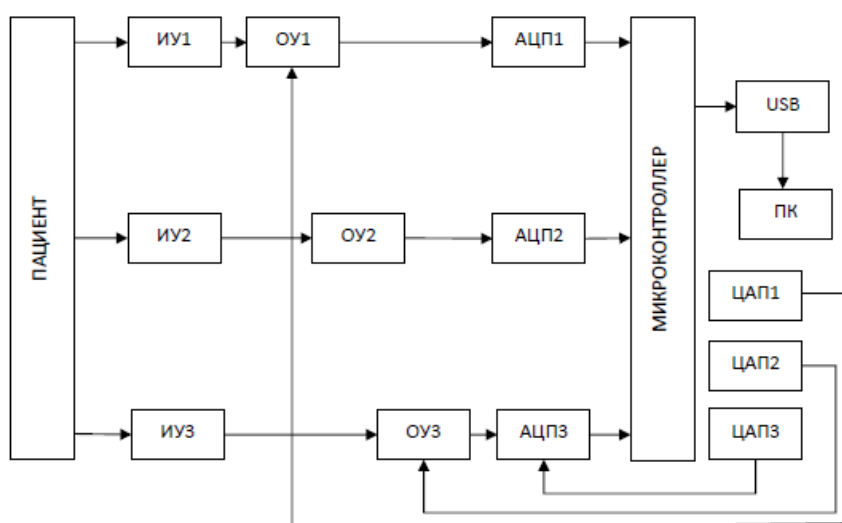 ПАЦИЕНТ
ИУ1
ОУ1
АЦП1
ИУ2
ОУ2
АЦП2
ИУ3
ОУ3
АЦП3
МИКРОКОНТРОЛЛЕР
USB
ПК
ЦАП1
ЦАП2
ЦАП3